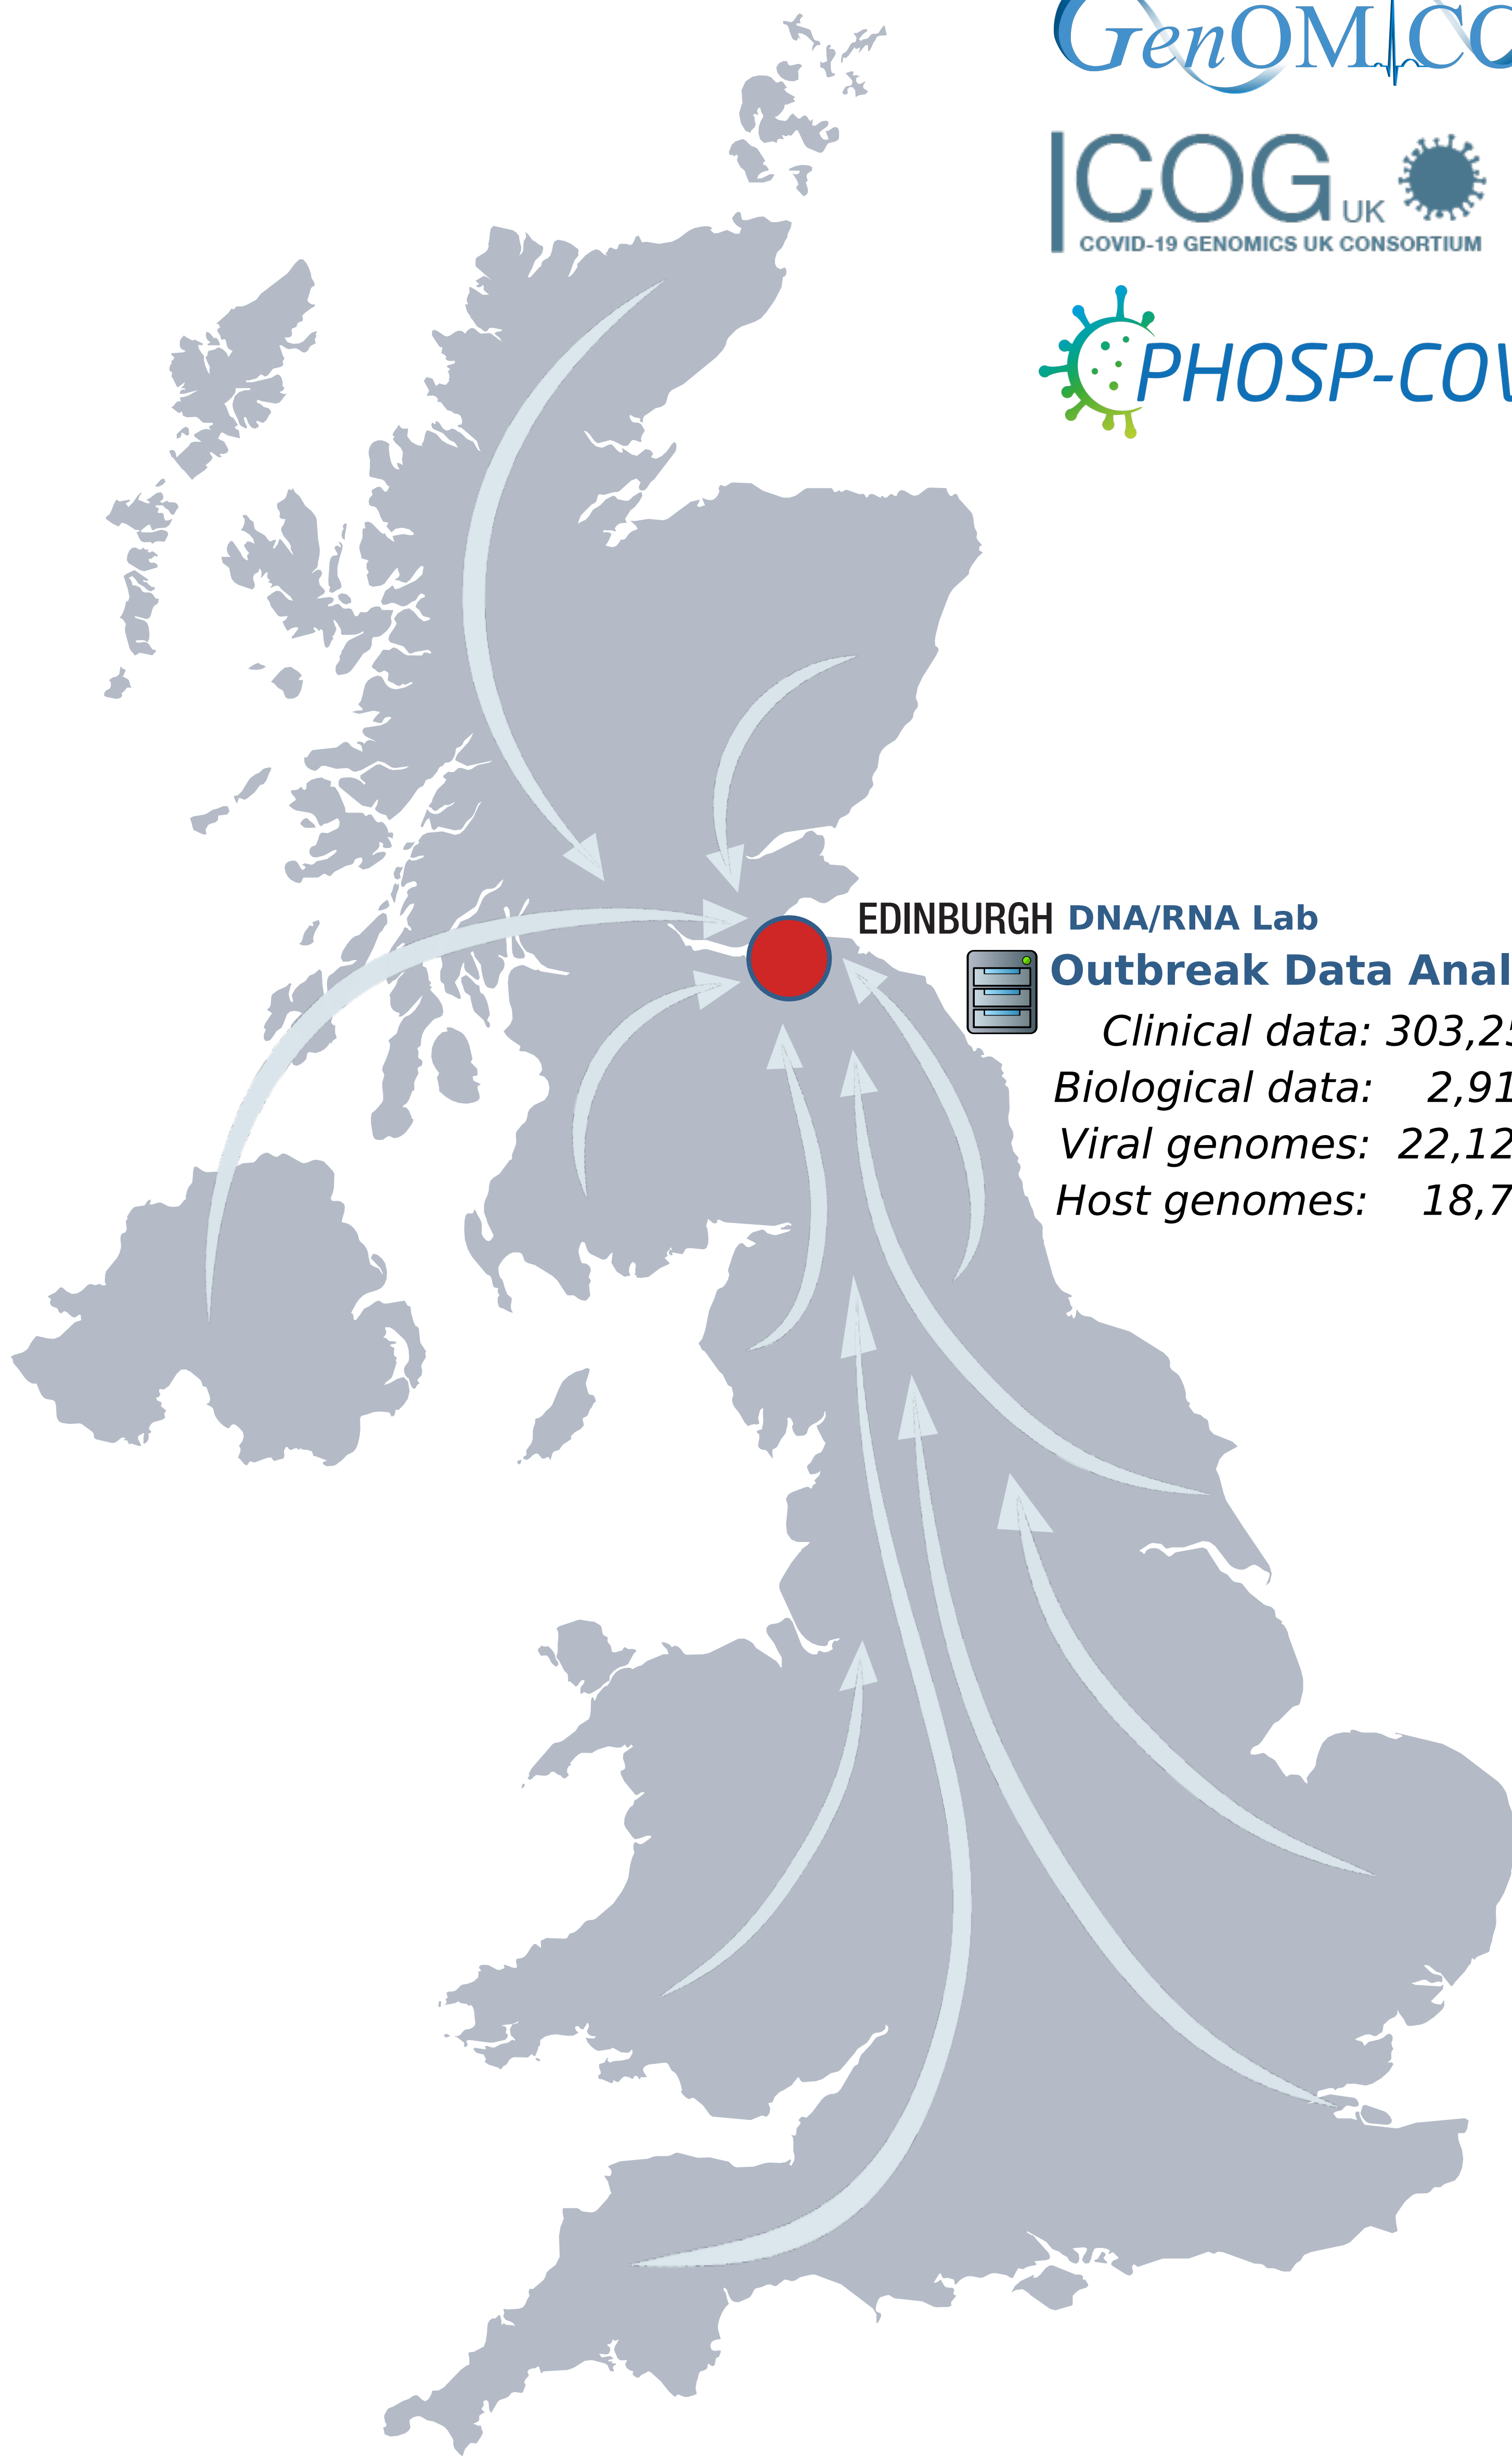 GenOMICC
COG UK
COVID-19 GENOMICS UK CONSORTIUM
PHOSP-COV
EDINBURGH DNA/RNA Lab
Outbreak Data Anal
Clinical data: 303,25
Biological data: 2,91
Viral genomes: 22,12
Host genomes: 18,7